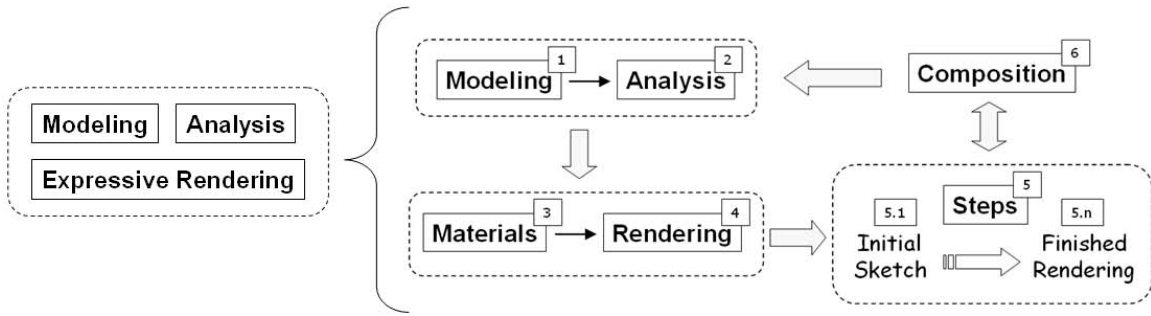 Modeling
Analysis
Expressive Rendering
1
Modeling
2
Analysis
3
Materials
4
Rendering
6
Composition
5
Steps
5.1
Initial
Sketch
5.n
Finished
Rendering